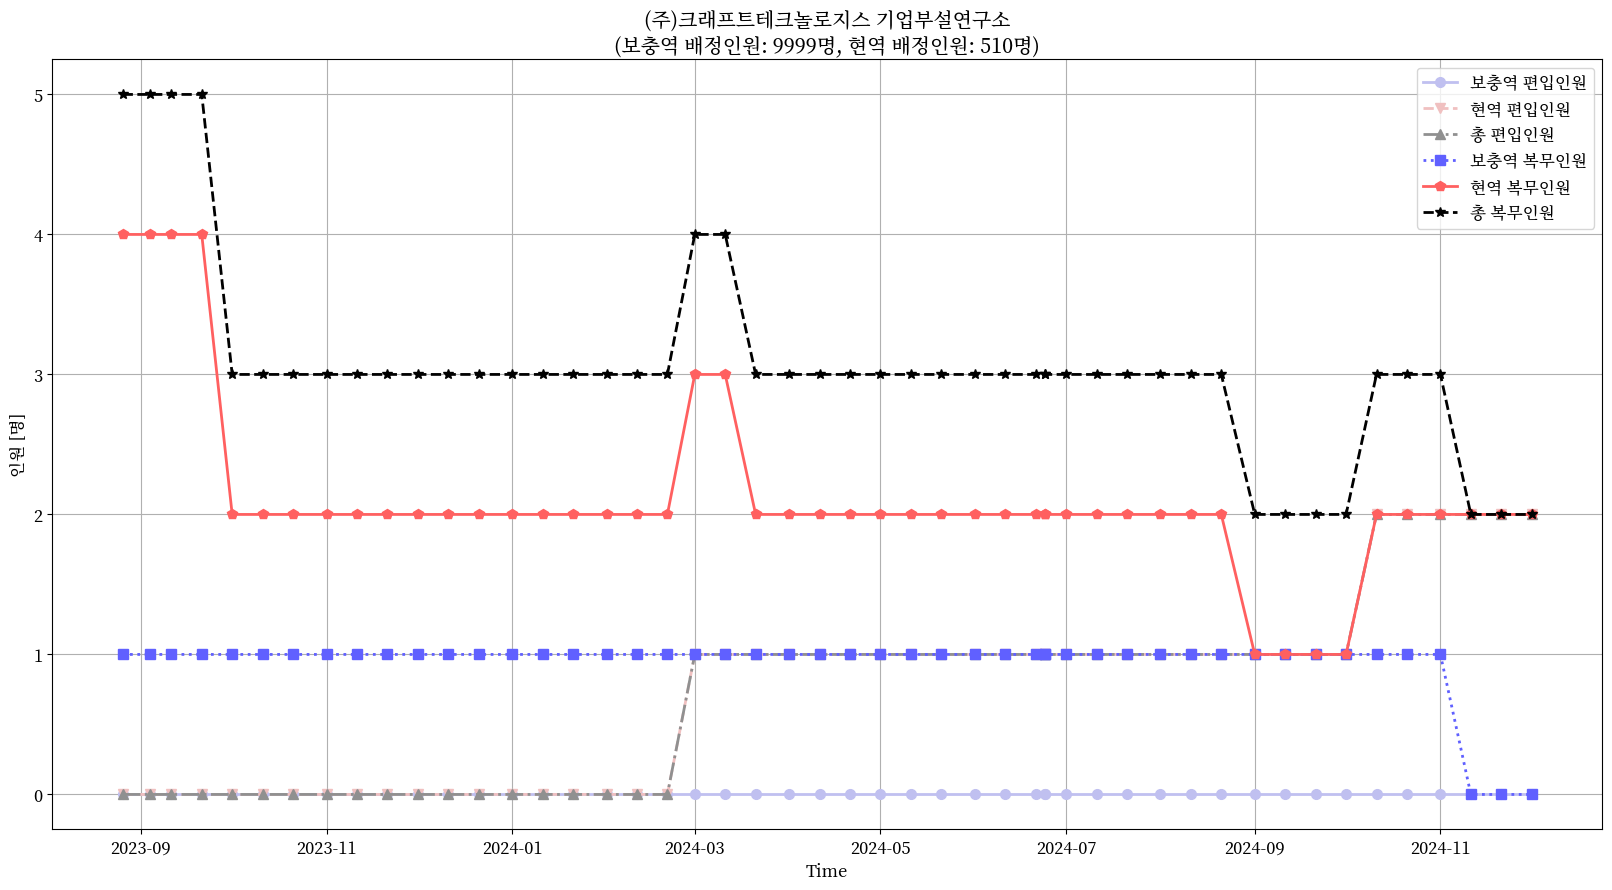 (주)크래프트테크놀로지스 기업부설연구소
(보충역 배정인원: 9999명, 현역 배정인원: 510명)
보충역 편입인원
현역 편입인원
총 편입인원
보충역 복무인원
현역 복무인원
총 복무인원
인원 [명]
5
4
3
2
1
0
2023-09 2023-11 2024-01 2024-03 2024-05 2024-07 2024-09 2024-11
Time